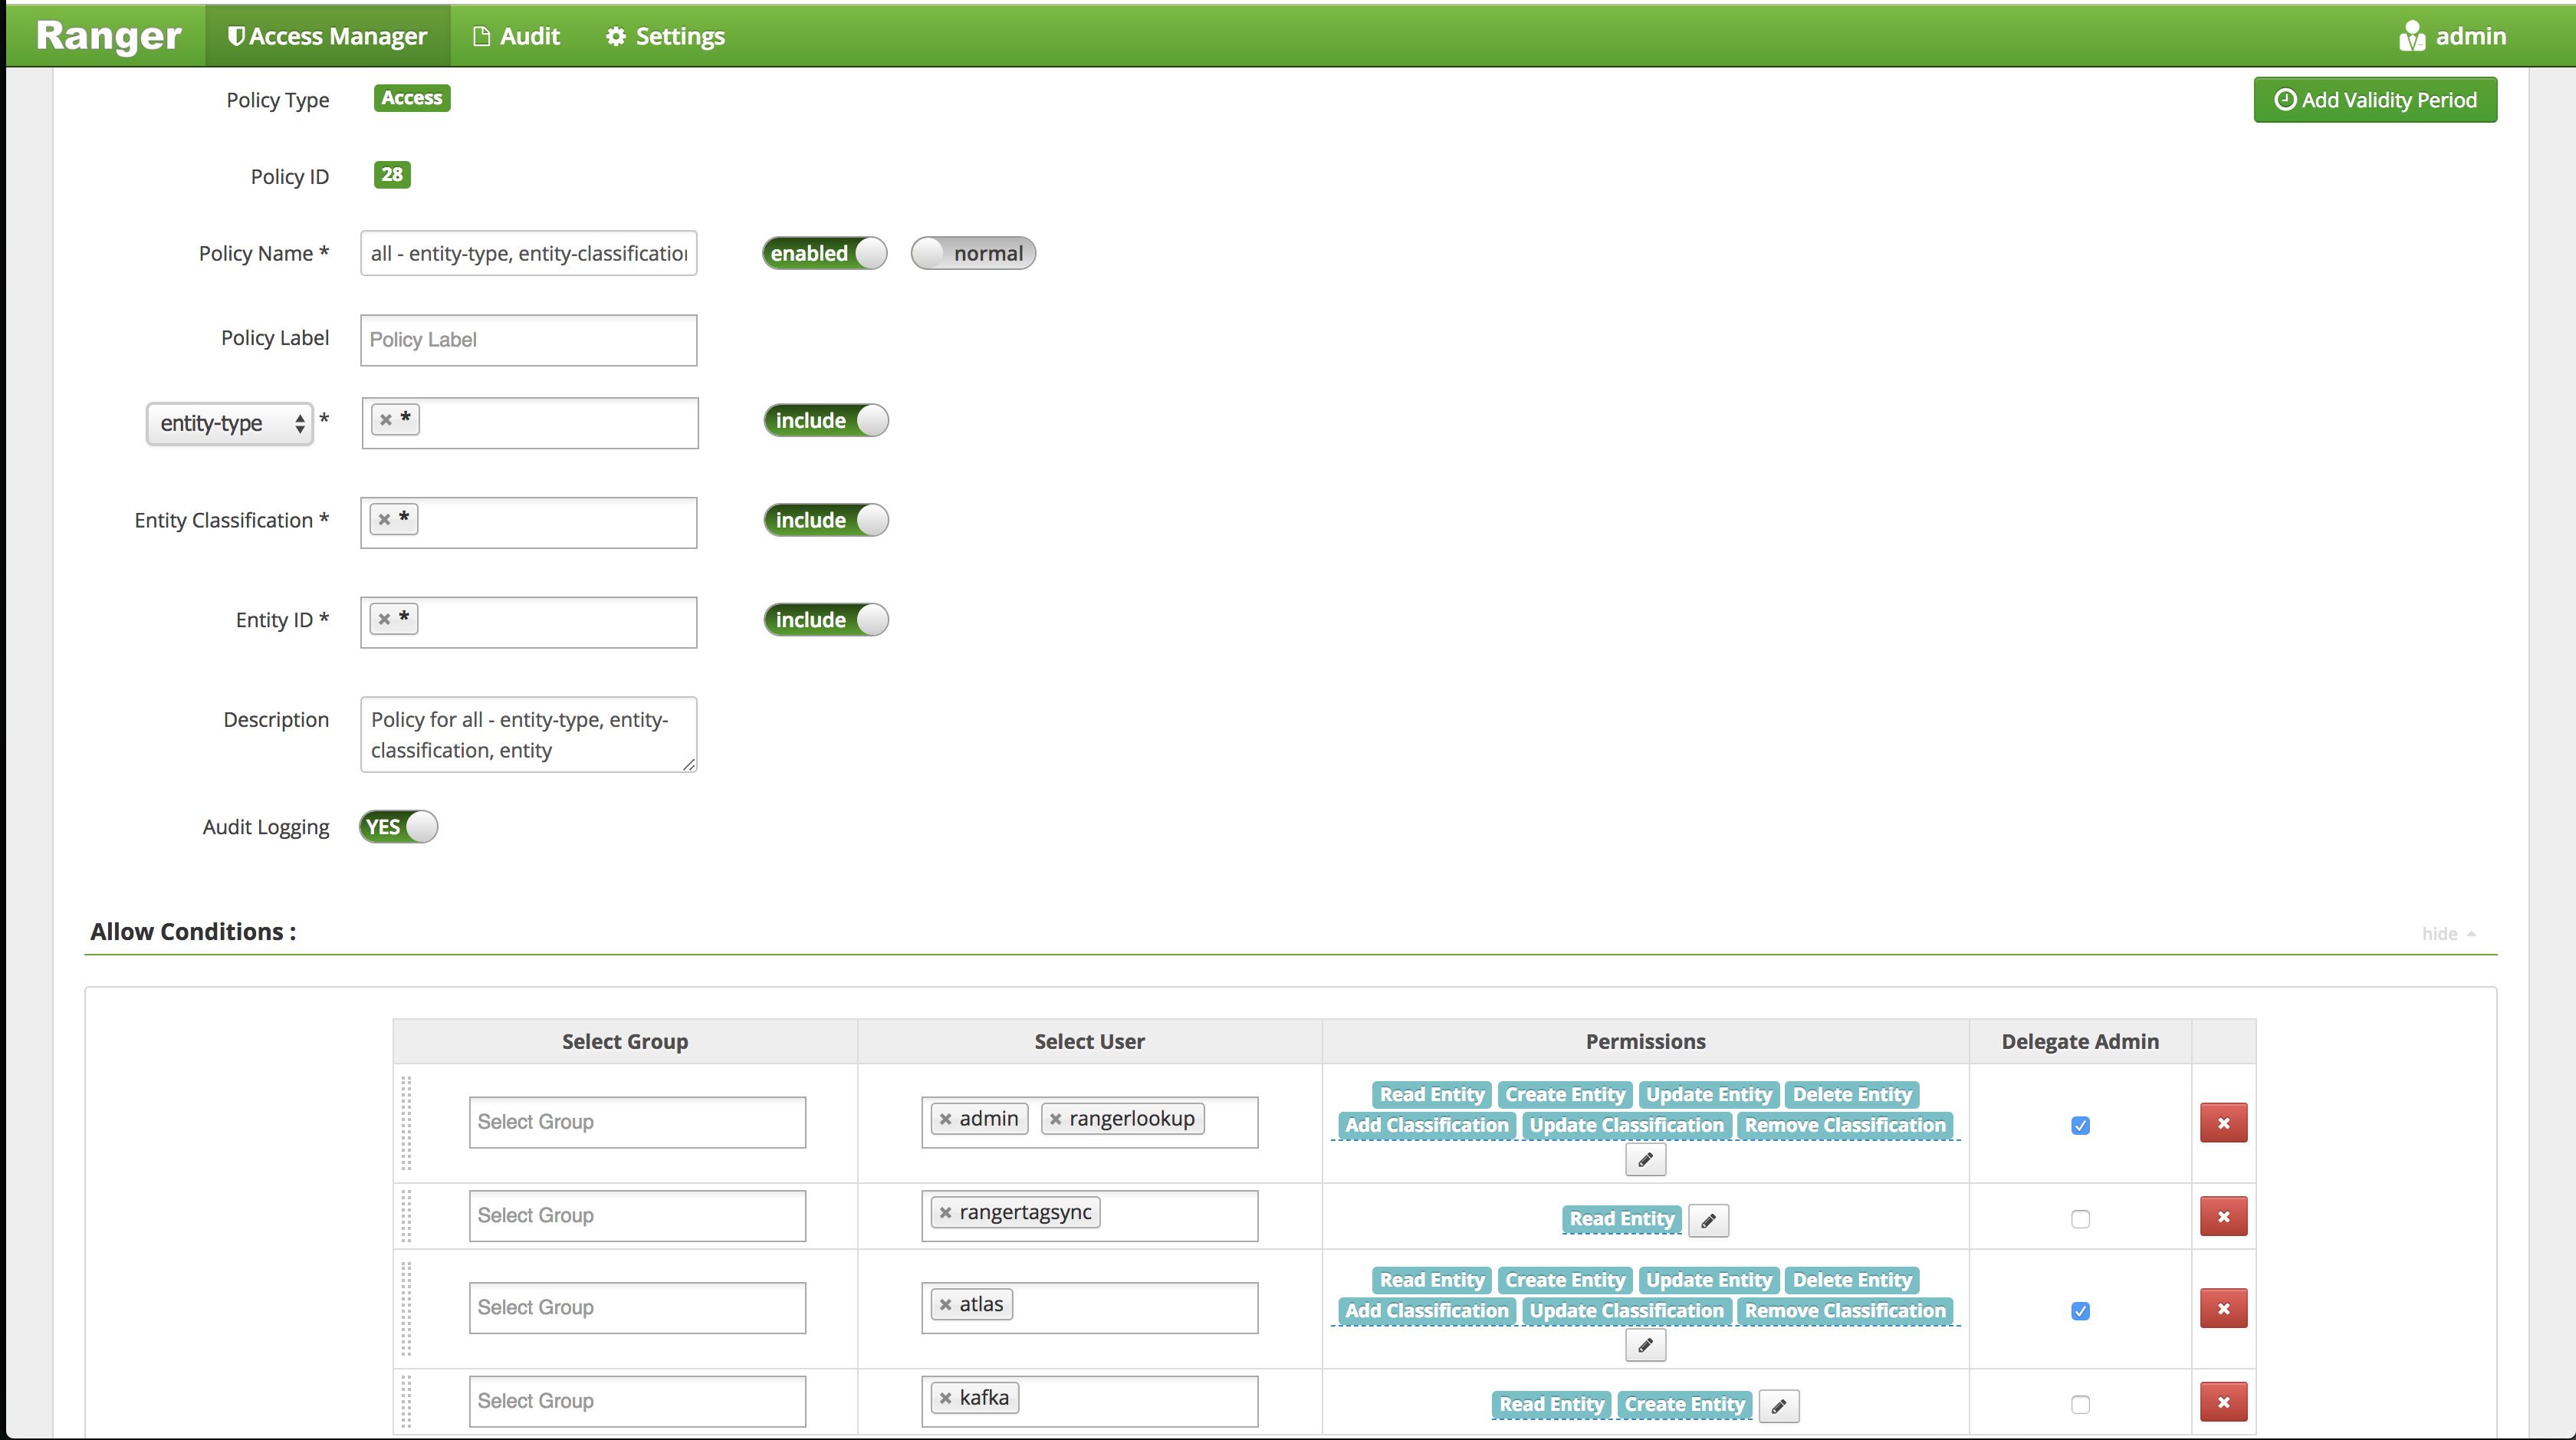 Ranger Access Manager Audit Settings admin
Policy Type Access Add Validity Period
Policy ID 28
Policy Name * all - entity-type, entity-classification enabled normal
Policy Label Policy Label
entity-type * × * include
Entity Classification * × * include
Entity ID * × * include
Description Policy for all - entity-type, entity-
classification, entity
Audit Logging YES
Allow Conditions : hide
Select Group Select User Permissions Delegate Admin
Select Group × admin × rangerlookup Read Entity Create Entity Update Entity Delete Entity
Add Classification Update Classification Remove Classification
Select Group × rangertagsync Read Entity
Select Group × atlas Read Entity Create Entity Update Entity Delete Entity
Add Classification Update Classification Remove Classification
Select Group × kafka Read Entity Create Entity